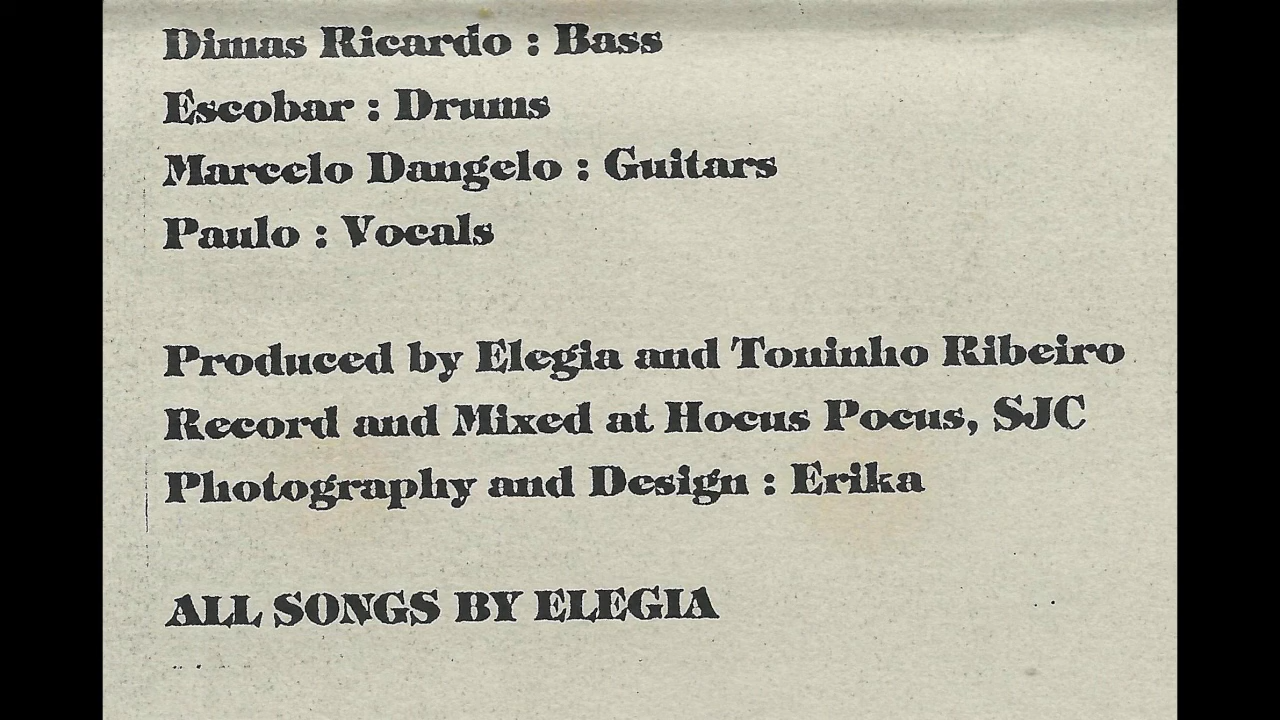 Dimas Ricardo : Bass
Escobar : Drums
Marcelo Dangelo : Guitars
Paulo : Vocals
Produced by Elegia and Toninho Ribeiro
Record and Mixed at Hocus Pocus, SJC
Photography and Design : Erika
ALL SONGS BY ELEGIA